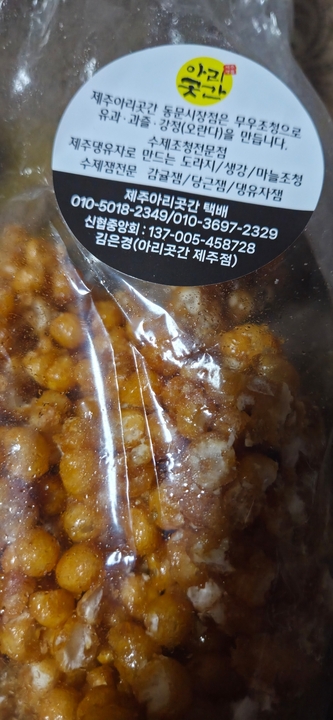 아리
곳간
제주아리곳간 동문시장점은 무우조청으로
유과·과줄·강정(오란다)을 만듭니다.
수제조청전문점
제주댕유자로 만드는 도라지/생강/마늘조청
수제잼전문 감귤잼/당근잼/댕유자잼
제주아리곳간 택배
010-5018-2349/010-3697-2329
신협중앙회 : 137-005-458728
김은경(아리곳간 제주점)